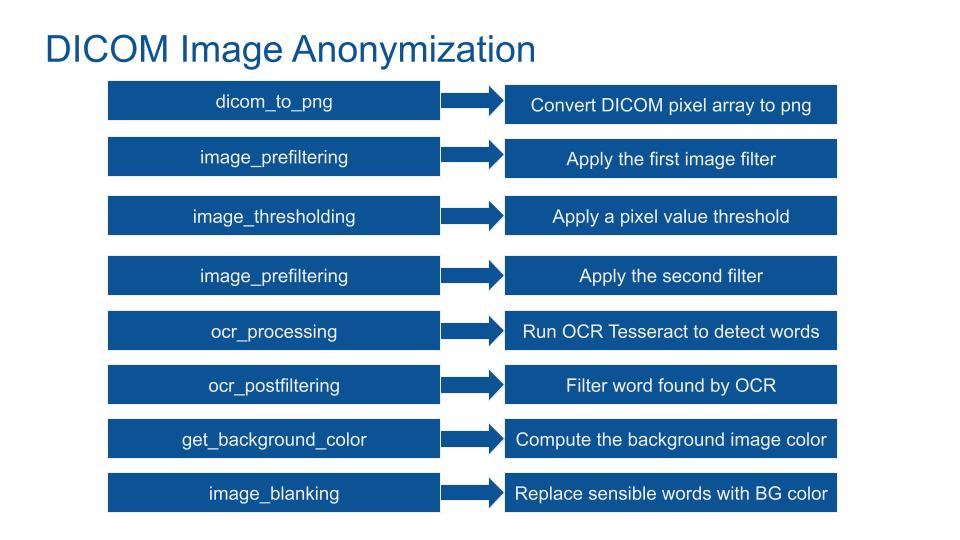 DICOM Image Anonymization
dicom_to_png
Convert DICOM pixel array to png
image_prefiltering
Apply the first image filter
image_thresholding
Apply a pixel value threshold
image_prefiltering
Apply the second filter
ocr_processing
Run OCR Tesseract to detect words
ocr_postfiltering
Filter word found by OCR
get_background_color
Compute the background image color
image_blanking
Replace sensible words with BG color